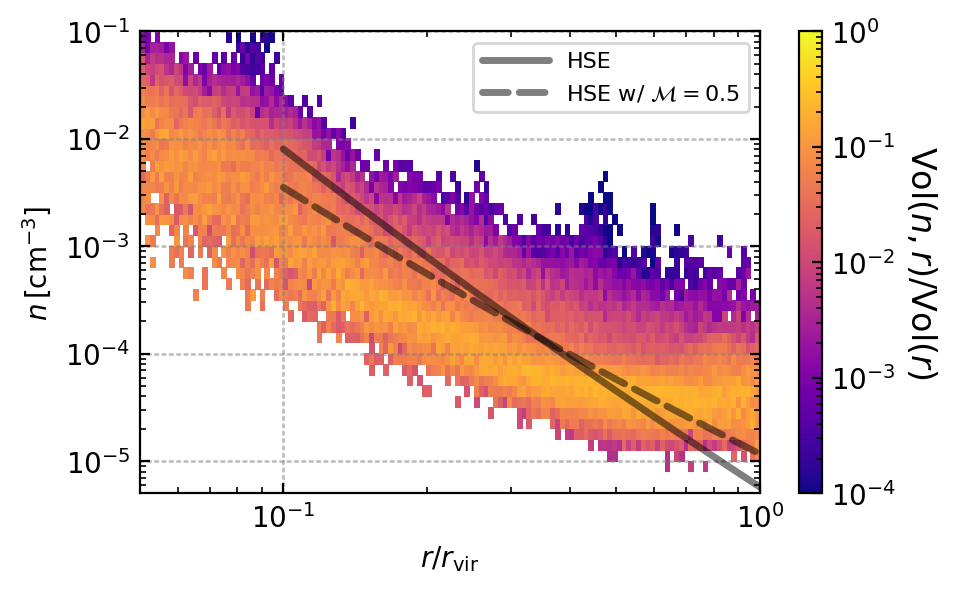 10⁻¹
10⁻²
10⁻³
10⁻⁴
10⁻⁵
n [cm⁻³]
10⁻¹
10⁰
r/r_vir
HSE
HSE w/ ℳ = 0.5
10⁰
10⁻¹
10⁻²
10⁻³
10⁻⁴
Vol(n, r)/Vol(r)